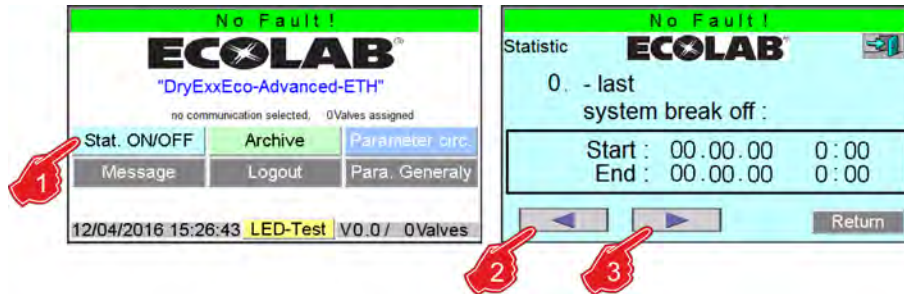 No Fault!
ECOLAB®
"DryExxEco-Advanced-ETH"
no communication selected, 0Valves assigned
Stat. ON/OFF Archive Parameter circ.
Message Logout Para. Generaly
12/04/2016 15:26:43 LED-Test V0.0 / 0Valves
1
No Fault!
Statistic ECOLAB®
0. - last
system break off :
Start : 00.00.00 0:00
End : 00.00.00 0:00
Return
2 3